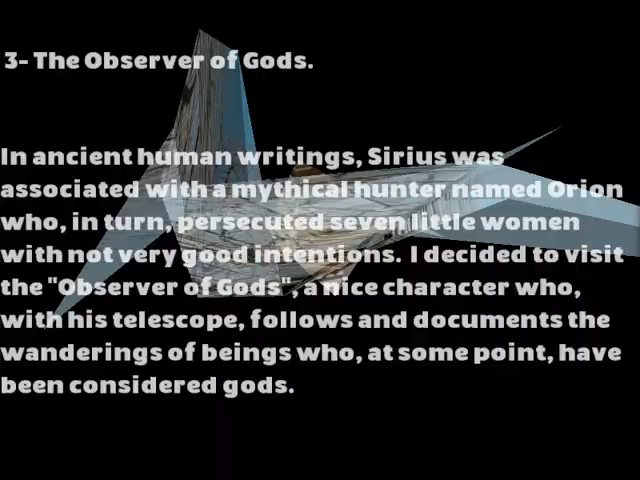 3- The Observer of Gods.
In ancient human writings, Sirius was
associated with a mythical hunter named Orion
who, in turn, persecuted seven little women
with not very good intentions. I decided to visit
the "Observer of Gods", a nice character who,
with his telescope, follows and documents the
wanderings of beings who, at some point, have
been considered gods.